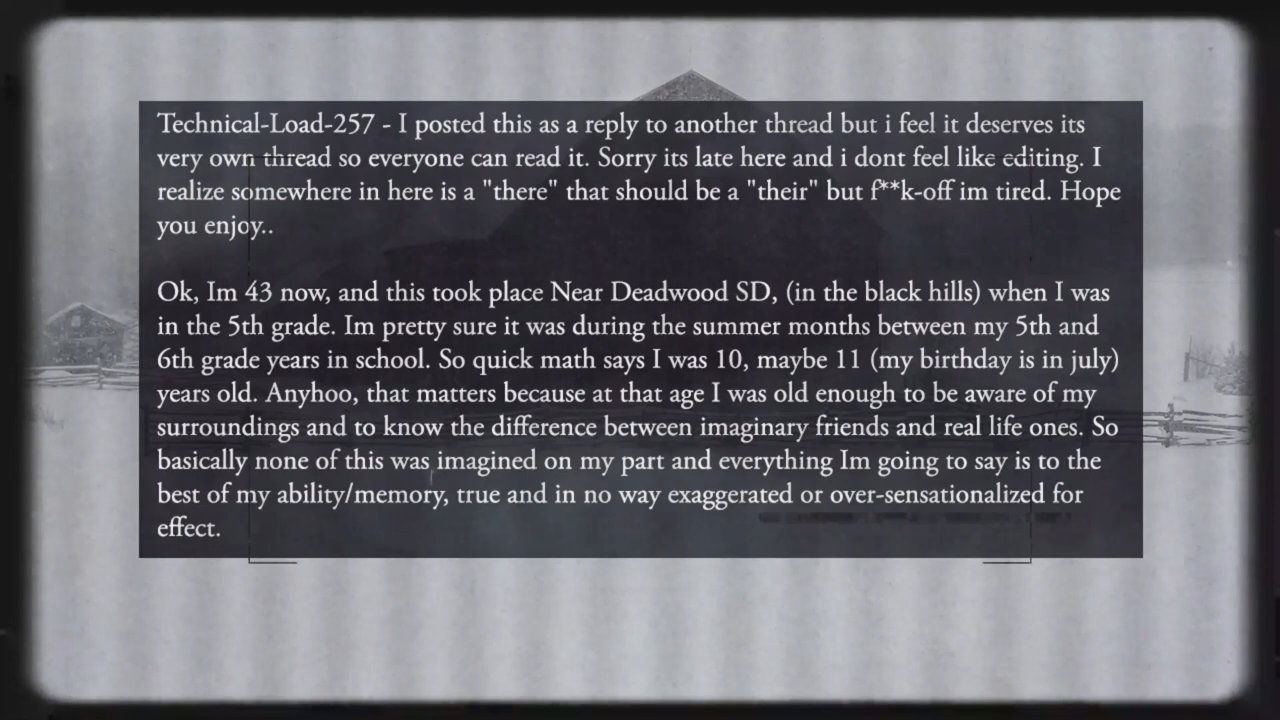 Technical-Load-257 - I posted this as a reply to another thread but i feel it deserves its
very own thread so everyone can read it. Sorry its late here and i dont feel like editing. I
realize somewhere in here is a "there" that should be a "their" but f**k-off im tired. Hope
you enjoy..
Ok, Im 43 now, and this took place Near Deadwood SD, (in the black hills) when I was
in the 5th grade. Im pretty sure it was during the summer months between my 5th and
6th grade years in school. So quick math says I was 10, maybe 11 (my birthday is in july)
years old. Anyhoo, that matters because at that age I was old enough to be aware of my
surroundings and to know the difference between imaginary friends and real life ones. So
basically none of this was imagined on my part and everything Im going to say is to the
best of my ability/memory, true and in no way exaggerated or over-sensationalized for
effect.